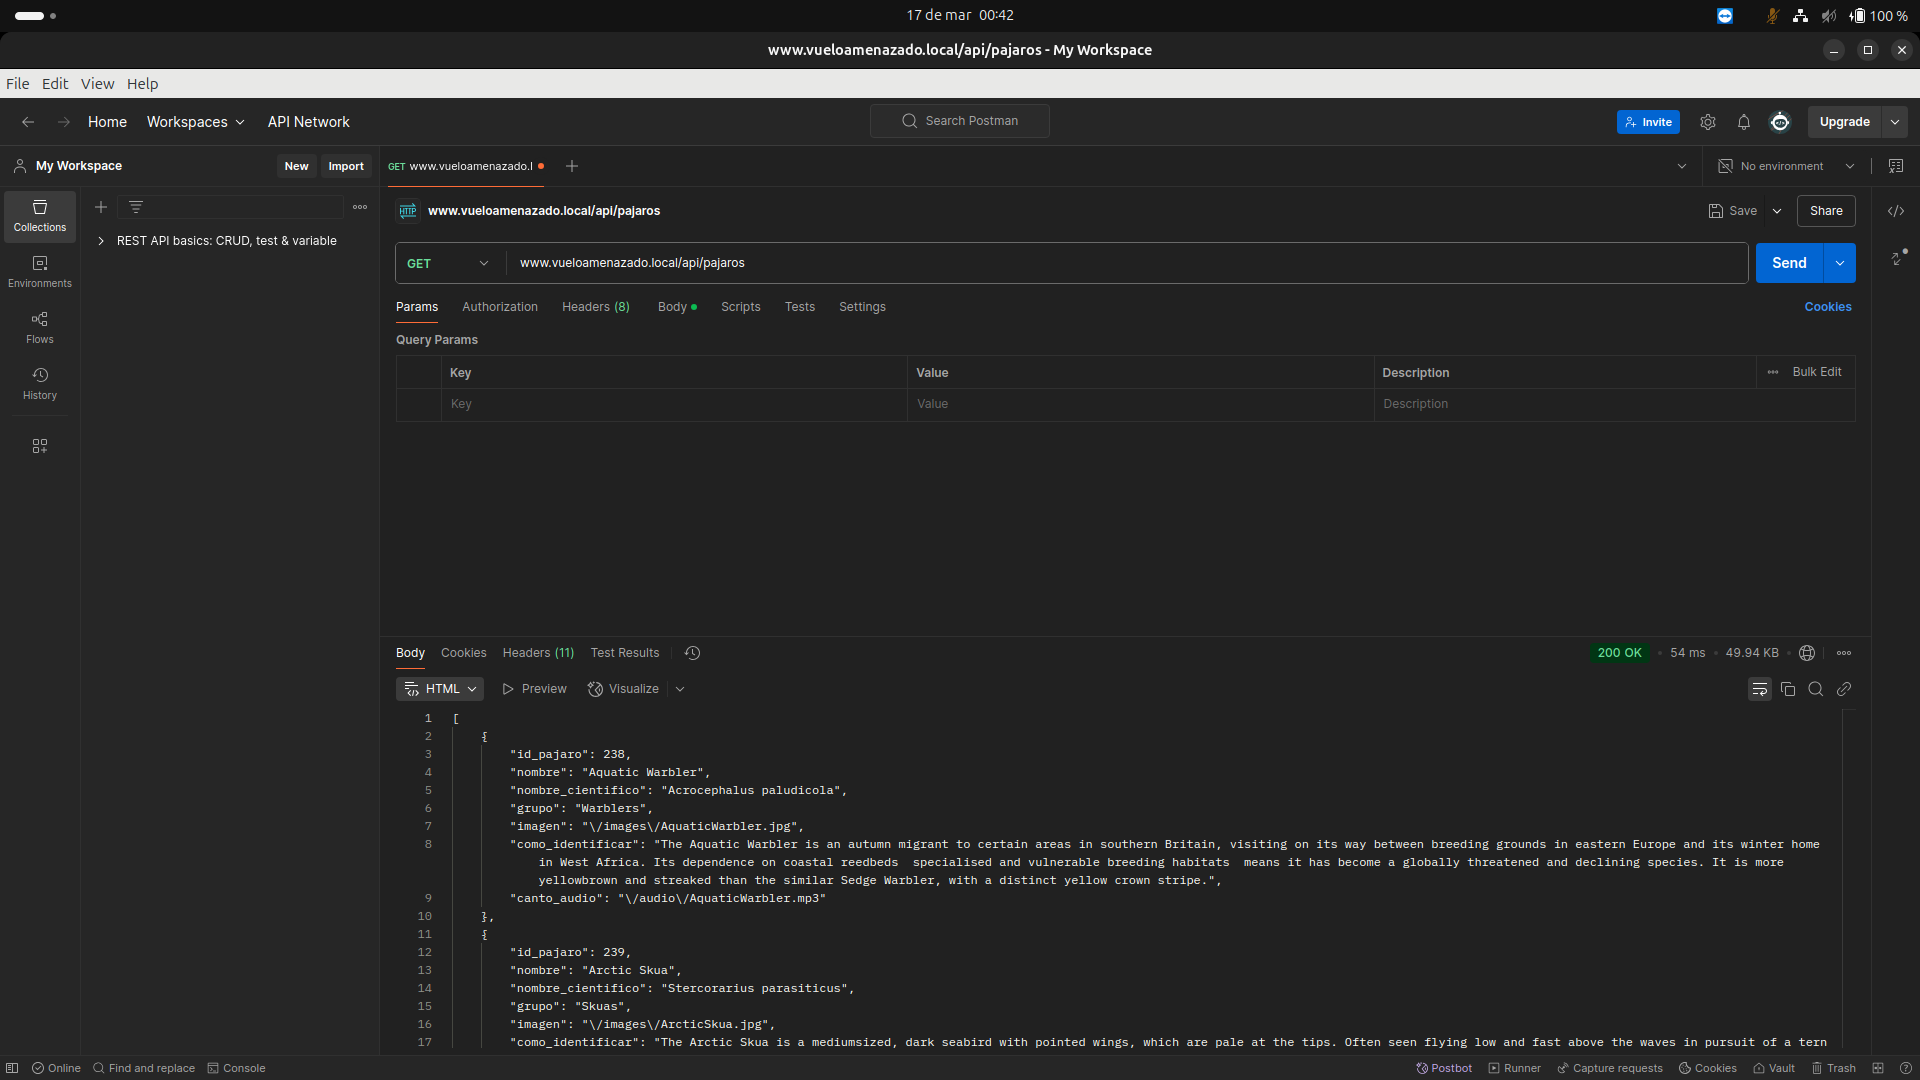 17 de mar 00:42
100 %
www.vueloamenazado.local/api/pajaros - My Workspace
File Edit View Help
Home Workspaces API Network
Search Postman
Invite
Upgrade
My Workspace
New Import
GET www.vueloamenazado.l
No environment
Collections
Environments
Flows
History
REST API basics: CRUD, test & variable
HTTP www.vueloamenazado.local/api/pajaros
Save
Share
GET www.vueloamenazado.local/api/pajaros
Send
Params Authorization Headers (8) Body Scripts Tests Settings
Cookies
Query Params
Key Value Description Bulk Edit
Key Value Description
Body Cookies Headers (11) Test Results
200 OK 54 ms 49.94 KB
HTML Preview Visualize
1 [
2 {
3 "id_pajaro": 238,
4 "nombre": "Aquatic Warbler",
5 "nombre_cientifico": "Acrocephalus paludicola",
6 "grupo": "Warblers",
7 "imagen": "\/images\/AquaticWarbler.jpg",
8 "como_identificar": "The Aquatic Warbler is an autumn migrant to certain areas in southern Britain, visiting on its way between breeding grounds in eastern Europe and its winter home
in West Africa. Its dependence on coastal reedbeds  specialised and vulnerable breeding habitats  means it has become a globally threatened and declining species. It is more
yellowbrown and streaked than the similar Sedge Warbler, with a distinct yellow crown stripe.",
9 "canto_audio": "\/audio\/AquaticWarbler.mp3"
10 },
11 {
12 "id_pajaro": 239,
13 "nombre": "Arctic Skua",
14 "nombre_cientifico": "Stercorarius parasiticus",
15 "grupo": "Skuas",
16 "imagen": "\/images\/ArcticSkua.jpg",
17 "como_identificar": "The Arctic Skua is a mediumsized, dark seabird with pointed wings, which are pale at the tips. Often seen flying low and fast above the waves in pursuit of a tern
Online Find and replace Console
Postbot Runner Capture requests Cookies Vault Trash